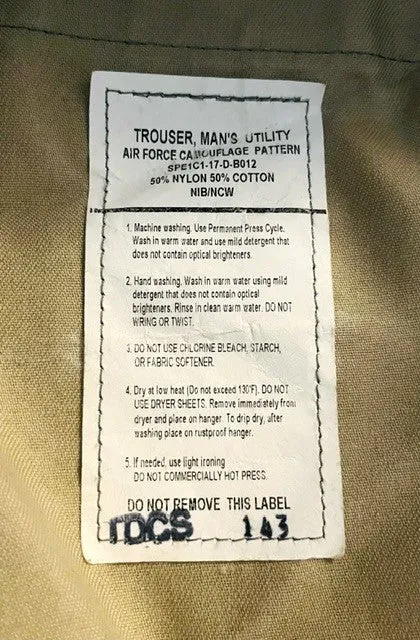 TROUSER, MAN'S UTILITY
AIR FORCE CAMOUFLAGE PATTERN
SPE1C1-17-D-B012
50% NYLON 50% COTTON
NIB/NCW
1. Machine washing. Use Permanent Press Cycle.
Wash in warm water and use mild detergent that
does not contain optical brighteners.
2. Hand washing. Wash in warm water using mild
detergent that does not contain optical
brighteners. Rinse in clean warm water. DO NOT
WRING OR TWIST.
3. DO NOT USE CHLORINE BLEACH, STARCH,
OR FABRIC SOFTENER.
4. Dry at low heat (Do not exceed 130°F). DO NOT
USE DRYER SHEETS. Remove immediately from
dryer and place on hanger. To drip dry, after
washing place on rustproof hanger.
5. If needed, use light ironing
DO NOT COMMERCIALLY HOT PRESS.
DO NOT REMOVE THIS LABEL
TDCS 143